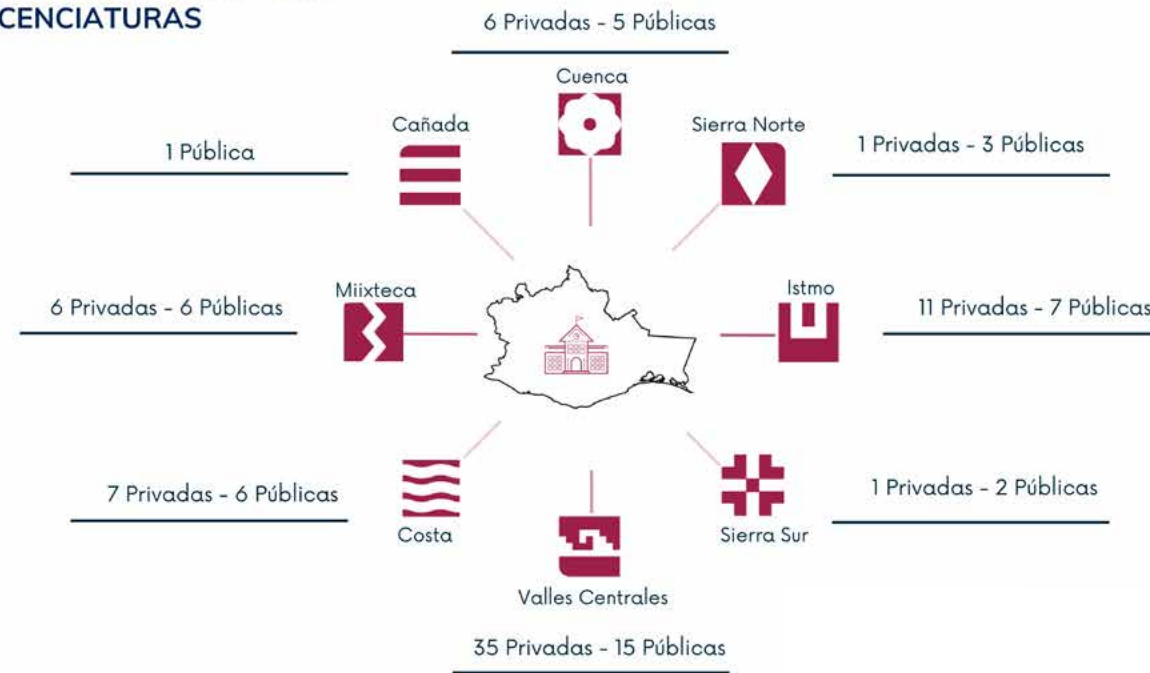 CENCIATURAS
6 Privadas - 5 Públicas
Cuenca
Cañada
Sierra Norte
1 Pública
1 Privadas - 3 Públicas
Miixteca
Istmo
6 Privadas - 6 Públicas
11 Privadas - 7 Públicas
7 Privadas - 6 Públicas
1 Privadas - 2 Públicas
Costa
Sierra Sur
Valles Centrales
35 Privadas - 15 Públicas